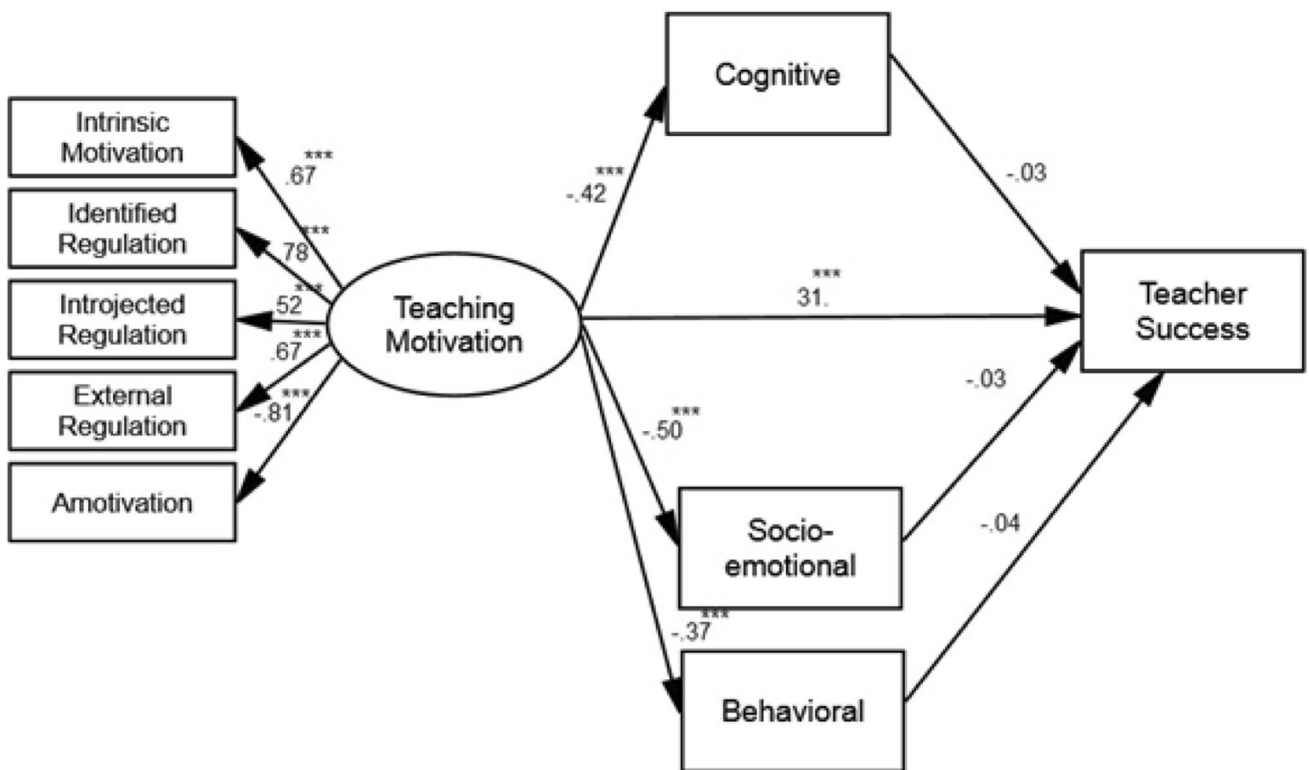 Cognitive
Intrinsic
Motivation
.67***
-.42***
-.03
Identified
Regulation
.78***
Introjected
Regulation
.52***
Teaching
Motivation
31.***
Teacher
Success
.67***
External
Regulation
-.81***
-.03
-.50***
Amotivation
Socio-
emotional
-.04
-.37***
Behavioral